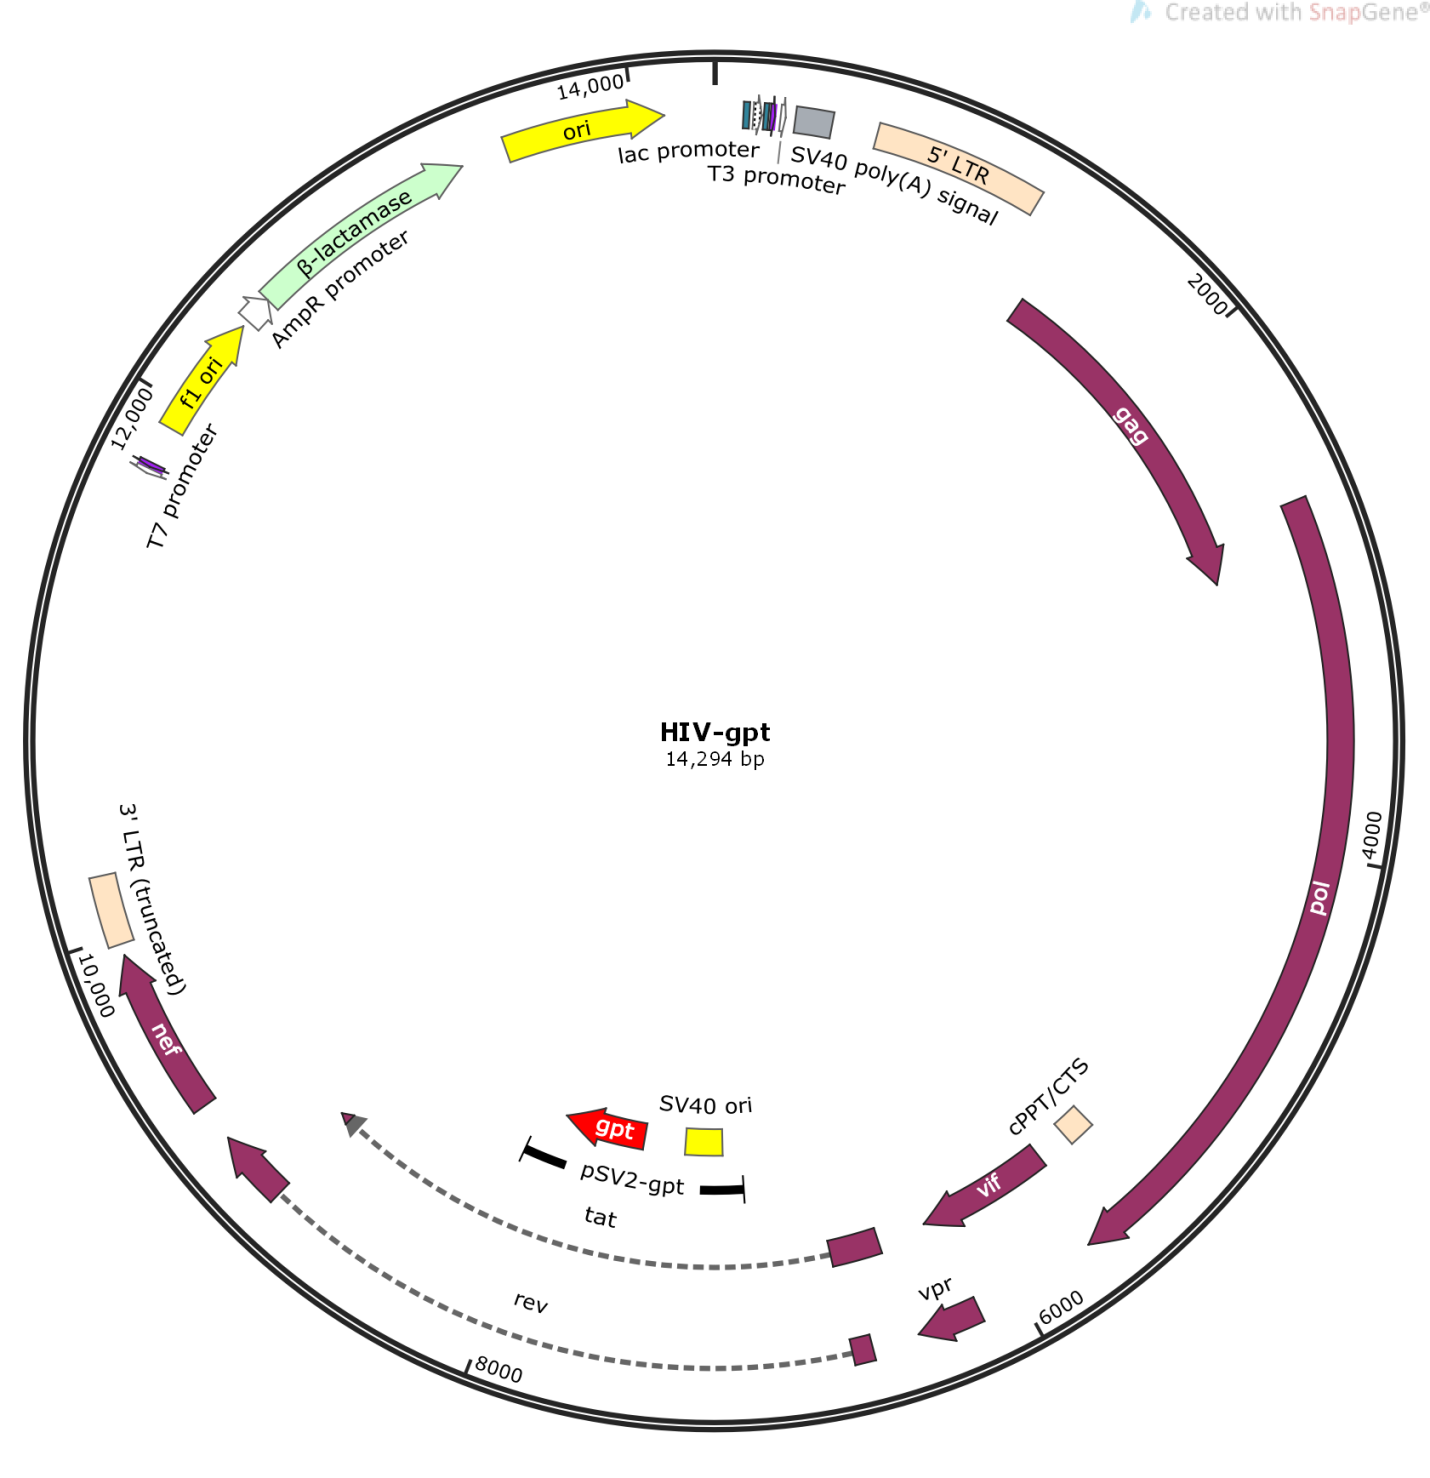 Created with SnapGene®
14,000
ori
lac promoter
T3 promoter
SV40 poly(A) signal
5' LTR
2000
β-lactamase
AmpR promoter
f1 ori
12,000
T7 promoter
gag
HIV-gpt
14,294 bp
4000
pol
3' LTR (truncated)
10,000
nef
cPPT/CTS
SV40 ori
gpt
pSV2-gpt
vif
tat
vpr
rev
6000
8000